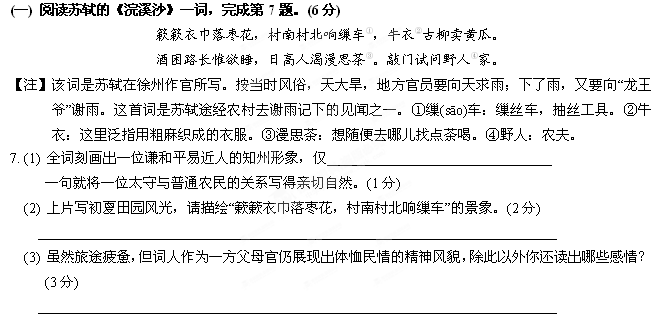 (一) 阅读苏轼的《浣溪沙》一词，完成第 7 题。(6 分)
簌簌衣巾落枣花，村南村北响缫车①，牛衣②古柳卖黄瓜。
酒困路长惟欲睡，日高人渴漫思茶③。敲门试问野人④家。
【注】该词是苏轼在徐州作官所写。按当时风俗，天大旱，地方官员要向天求雨；下了雨，又要向“龙王
爷”谢雨。这首词是苏轼途经农村去谢雨记下的见闻之一。①缫(sāo)车：缫丝车，抽丝工具。②牛
衣：这里泛指用粗麻织成的衣服。③漫思茶：想随便去哪儿找点茶喝。④野人：农夫。
7. (1) 全词刻画出一位谦和平易近人的知州形象，仅
一句就将一位太守与普通农民的关系写得亲切自然。(1 分)
(2) 上片写初夏田园风光，请描绘“簌簌衣巾落枣花，村南村北响缫车”的景象。(2 分)
(3) 虽然旅途疲惫，但词人作为一方父母官仍展现出体恤民情的精神风貌，除此以外你还读出哪些感情？
(3 分)